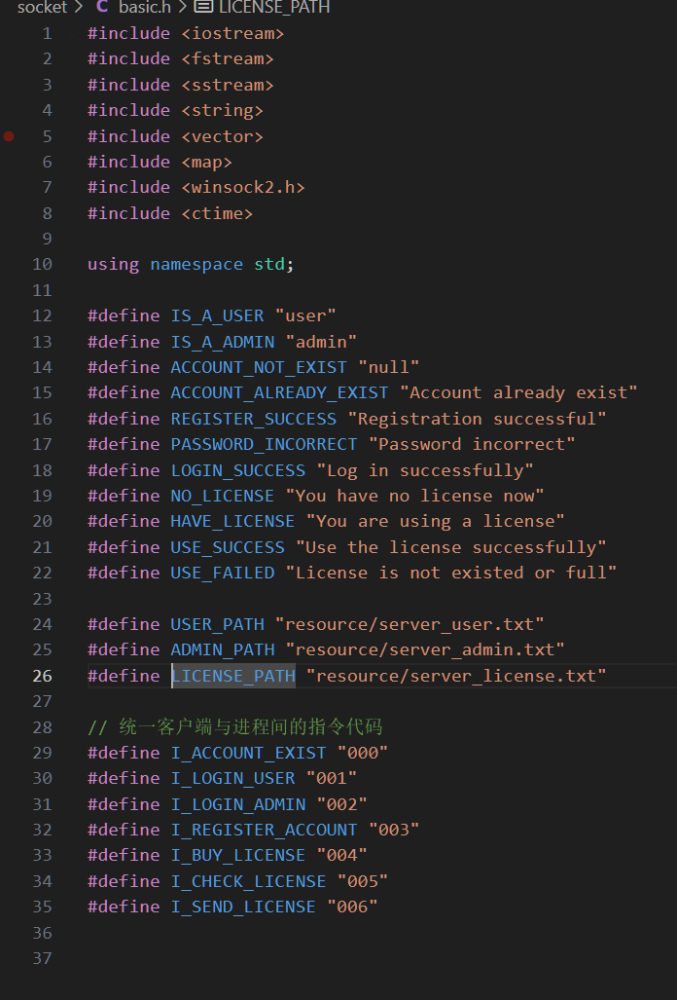 socket > C basic.h > LICENSE_PATH
1 #include <iostream>
2 #include <fstream>
3 #include <sstream>
4 #include <string>
5 #include <vector>
6 #include <map>
7 #include <winsock2.h>
8 #include <ctime>
9
10 using namespace std;
11
12 #define IS_A_USER "user"
13 #define IS_A_ADMIN "admin"
14 #define ACCOUNT_NOT_EXIST "null"
15 #define ACCOUNT_ALREADY_EXIST "Account already exist"
16 #define REGISTER_SUCCESS "Registration successful"
17 #define PASSWORD_INCORRECT "Password incorrect"
18 #define LOGIN_SUCCESS "Log in successfully"
19 #define NO_LICENSE "You have no license now"
20 #define HAVE_LICENSE "You are using a license"
21 #define USE_SUCCESS "Use the license successfully"
22 #define USE_FAILED "License is not existed or full"
23
24 #define USER_PATH "resource/server_user.txt"
25 #define ADMIN_PATH "resource/server_admin.txt"
26 #define LICENSE_PATH "resource/server_license.txt"
27
28 // 统一客户端与进程间的指令代码
29 #define I_ACCOUNT_EXIST "000"
30 #define I_LOGIN_USER "001"
31 #define I_LOGIN_ADMIN "002"
32 #define I_REGISTER_ACCOUNT "003"
33 #define I_BUY_LICENSE "004"
34 #define I_CHECK_LICENSE "005"
35 #define I_SEND_LICENSE "006"
36
37